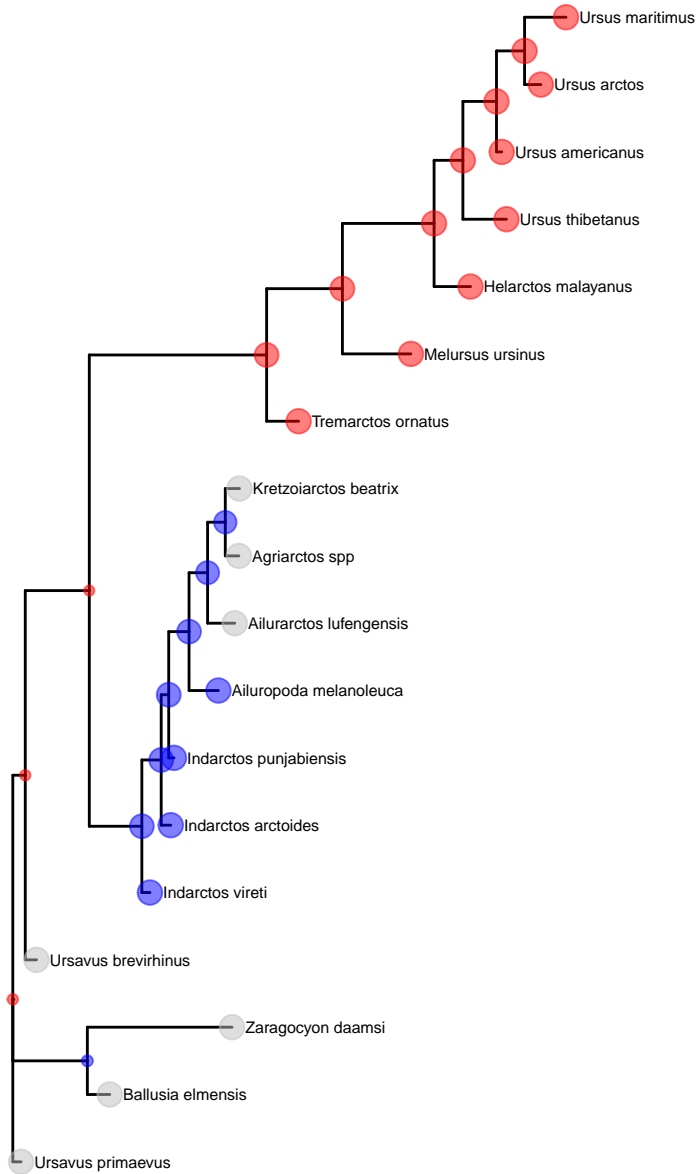 Ursus maritimus
Ursus arctos
Ursus americanus
Ursus thibetanus
Helarctos malayanus
Melursus ursinus
Tremarctos ornatus
Kretzoiarctos beatrix
Agriarctos spp
Ailurarctos lufengensis
Ailuropoda melanoleuca
Indarctos punjabiensis
Indarctos arctoides
Indarctos vireti
Ursavus brevirhinus
Zaragocyon daamsi
Ballusia elmensis
Ursavus primaevus